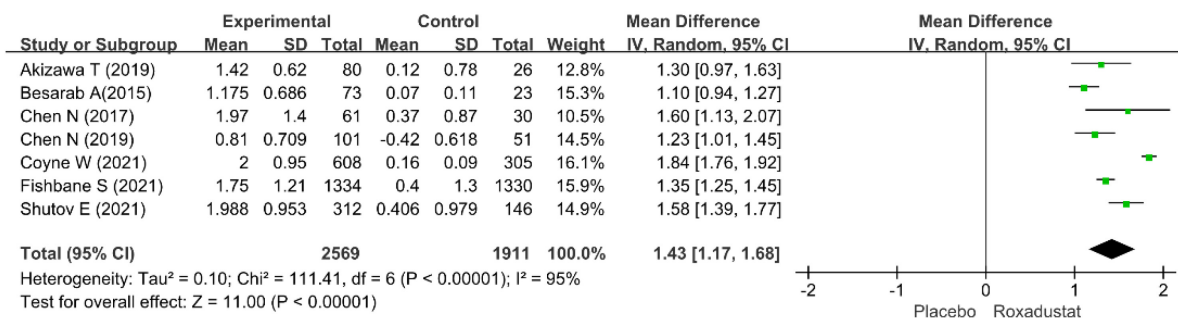 Experimental Control Mean Difference Mean Difference
Study or Subgroup Mean SD Total Mean SD Total Weight IV, Random, 95% CI IV, Random, 95% CI
Akizawa T (2019) 1.42 0.62 80 0.12 0.78 26 12.8% 1.30 [0.97, 1.63]
Besarab A(2015) 1.175 0.686 73 0.07 0.11 23 15.3% 1.10 [0.94, 1.27]
Chen N (2017) 1.97 1.4 61 0.37 0.87 30 10.5% 1.60 [1.13, 2.07]
Chen N (2019) 0.81 0.709 101 -0.42 0.618 51 14.5% 1.23 [1.01, 1.45]
Coyne W (2021) 2 0.95 608 0.16 0.09 305 16.1% 1.84 [1.76, 1.92]
Fishbane S (2021) 1.75 1.21 1334 0.4 1.3 1330 15.9% 1.35 [1.25, 1.45]
Shutov E (2021) 1.988 0.953 312 0.406 0.979 146 14.9% 1.58 [1.39, 1.77]
Total (95% CI) 2569 1911 100.0% 1.43 [1.17, 1.68]
Heterogeneity: Tau² = 0.10; Chi² = 111.41, df = 6 (P < 0.00001); I² = 95%
Test for overall effect: Z = 11.00 (P < 0.00001)
-2 -1 0 1 2
Placebo Roxadustat